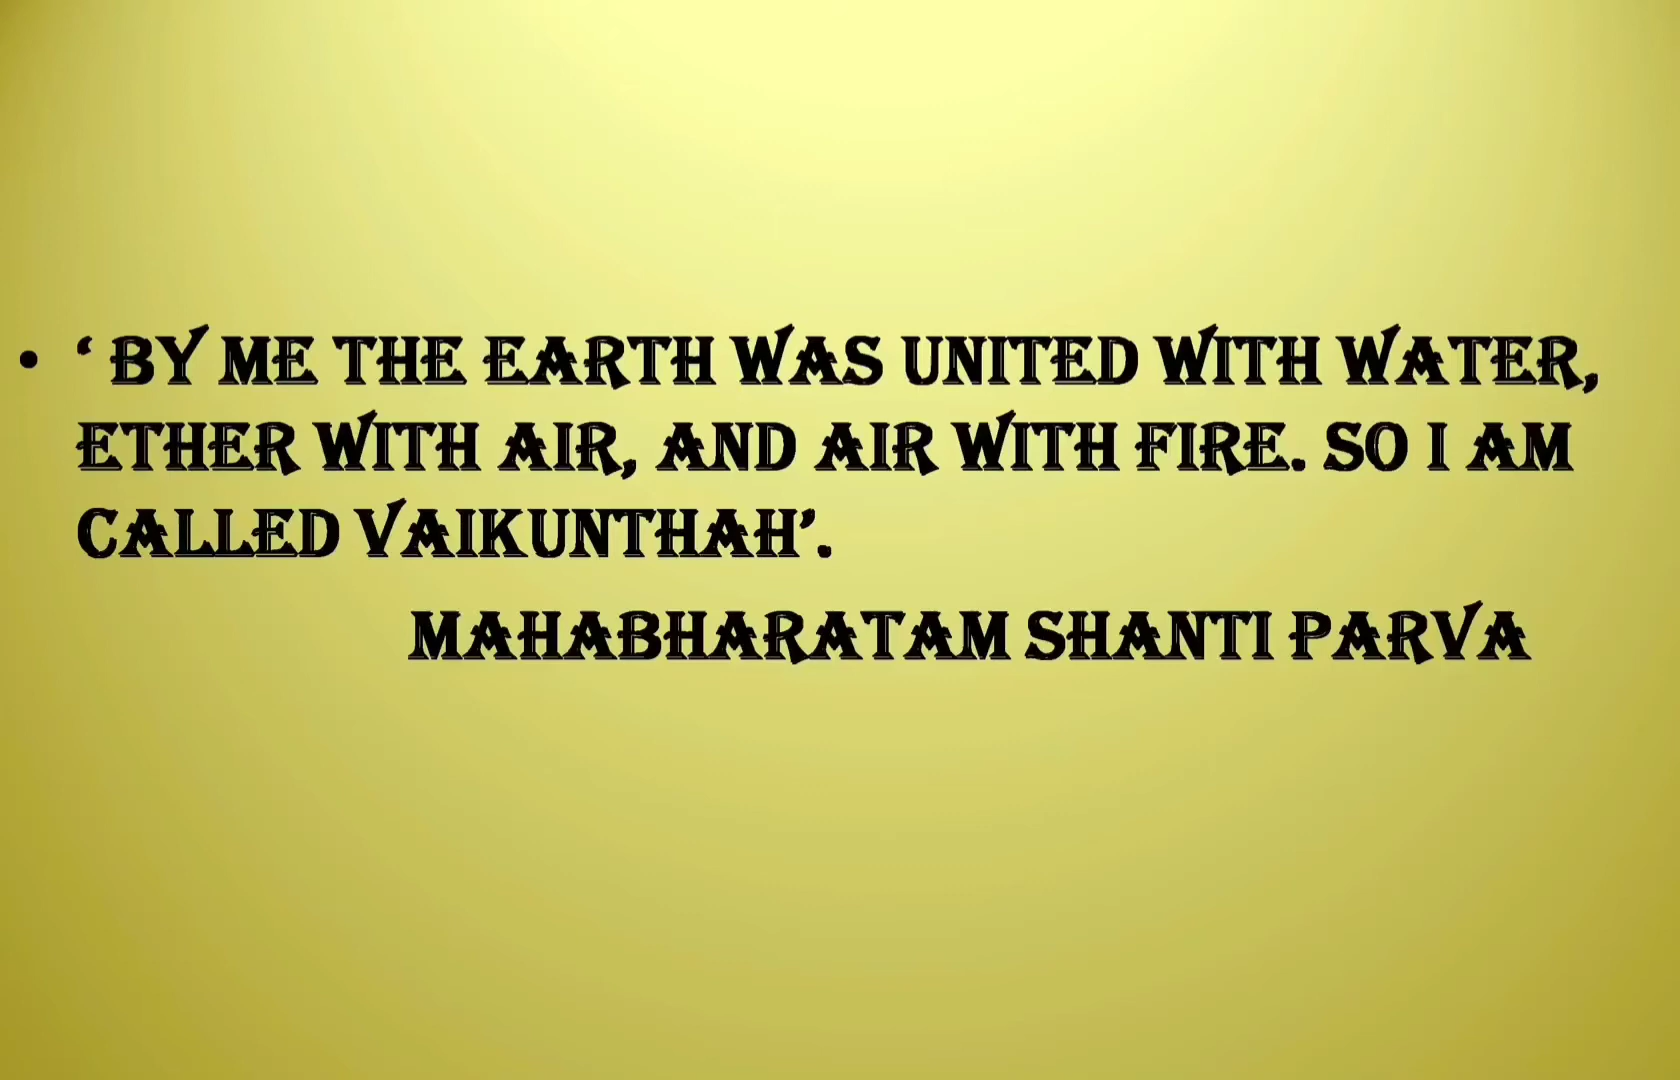 • ‘ BY ME THE EARTH WAS UNITED WITH WATER,
ETHER WITH AIR, AND AIR WITH FIRE. SO I AM
CALLED VAIKUNTHAH’.
MAHABHARATAM SHANTI PARVA